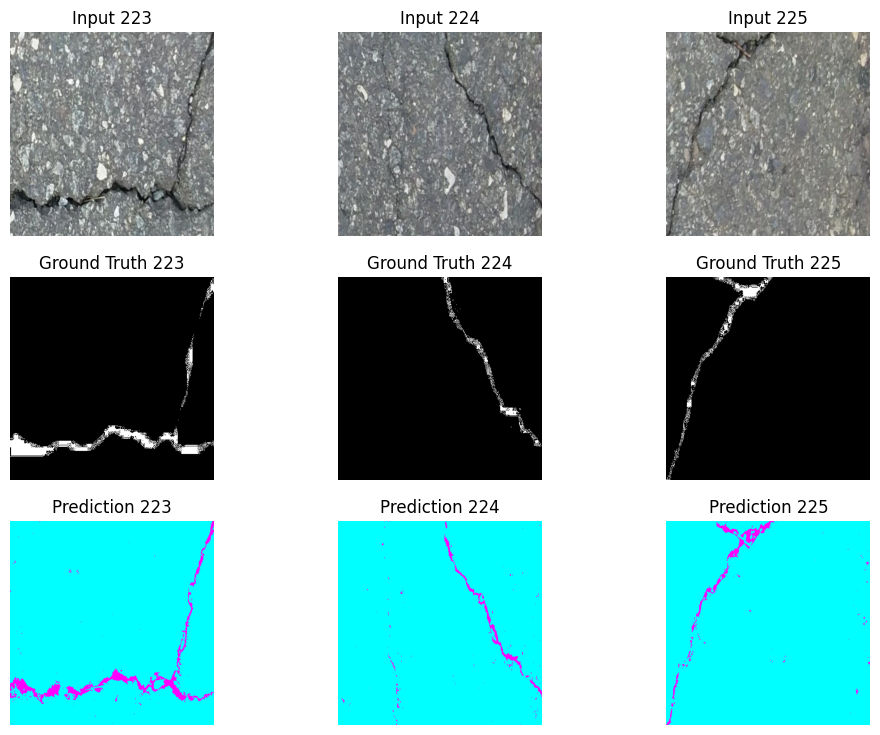 Input 223
Input 224
Input 225
Ground Truth 223
Ground Truth 224
Ground Truth 225
Prediction 223
Prediction 224
Prediction 225